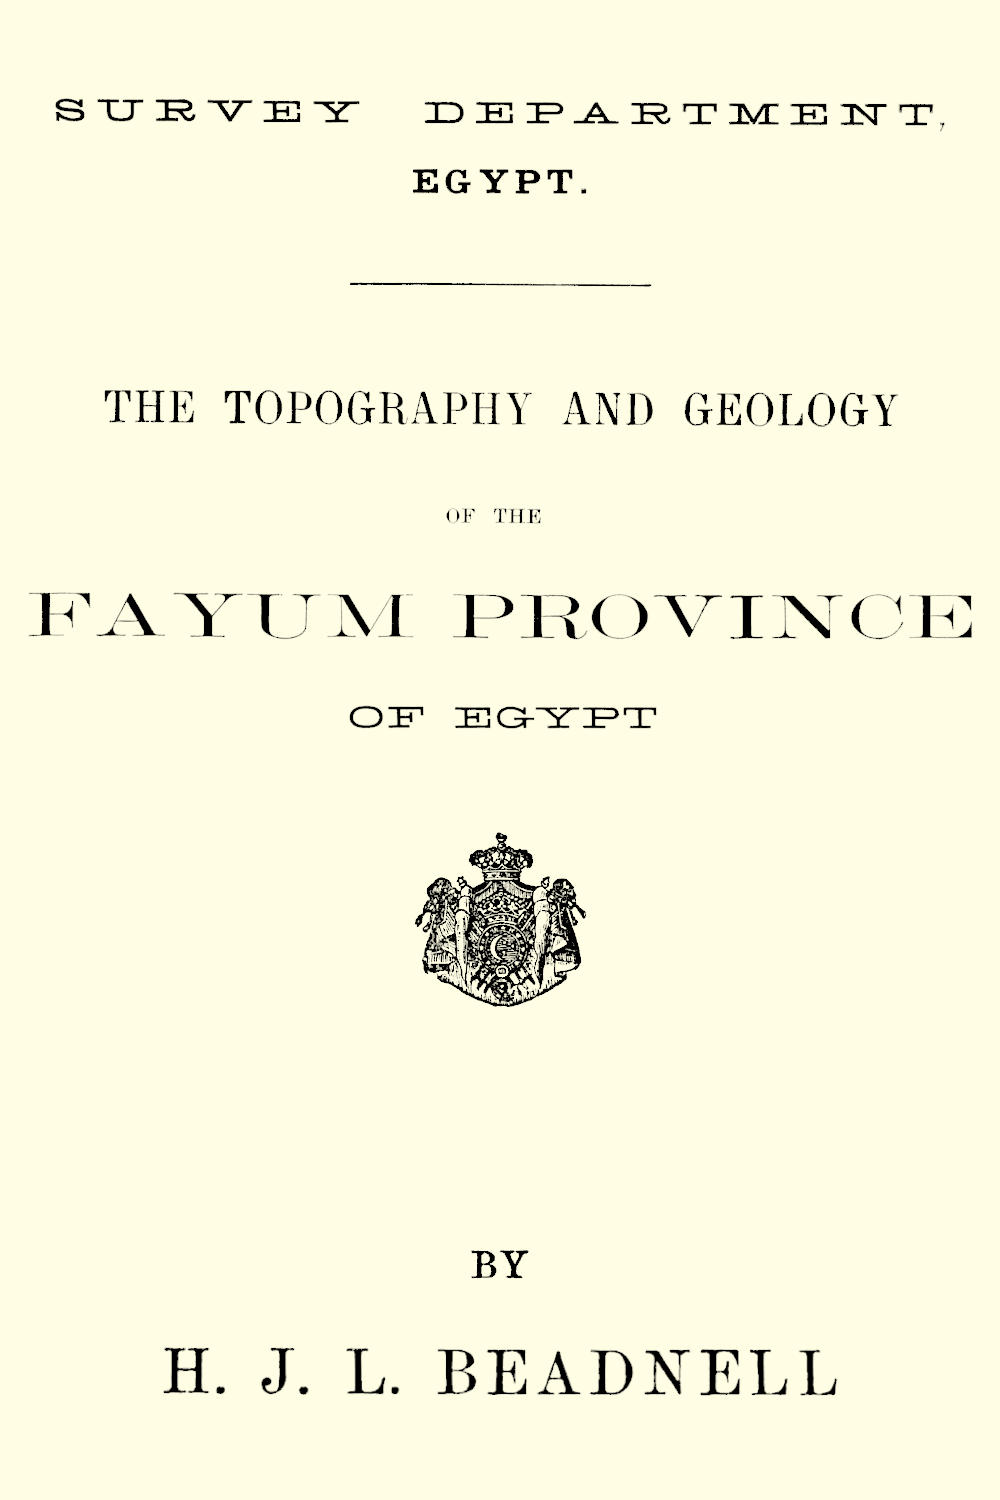 SURVEY DEPARTMENT,
EGYPT.
THE TOPOGRAPHY AND GEOLOGY
OF THE
FAYUM PROVINCE
OF EGYPT
BY
H. J. L. BEADNELL